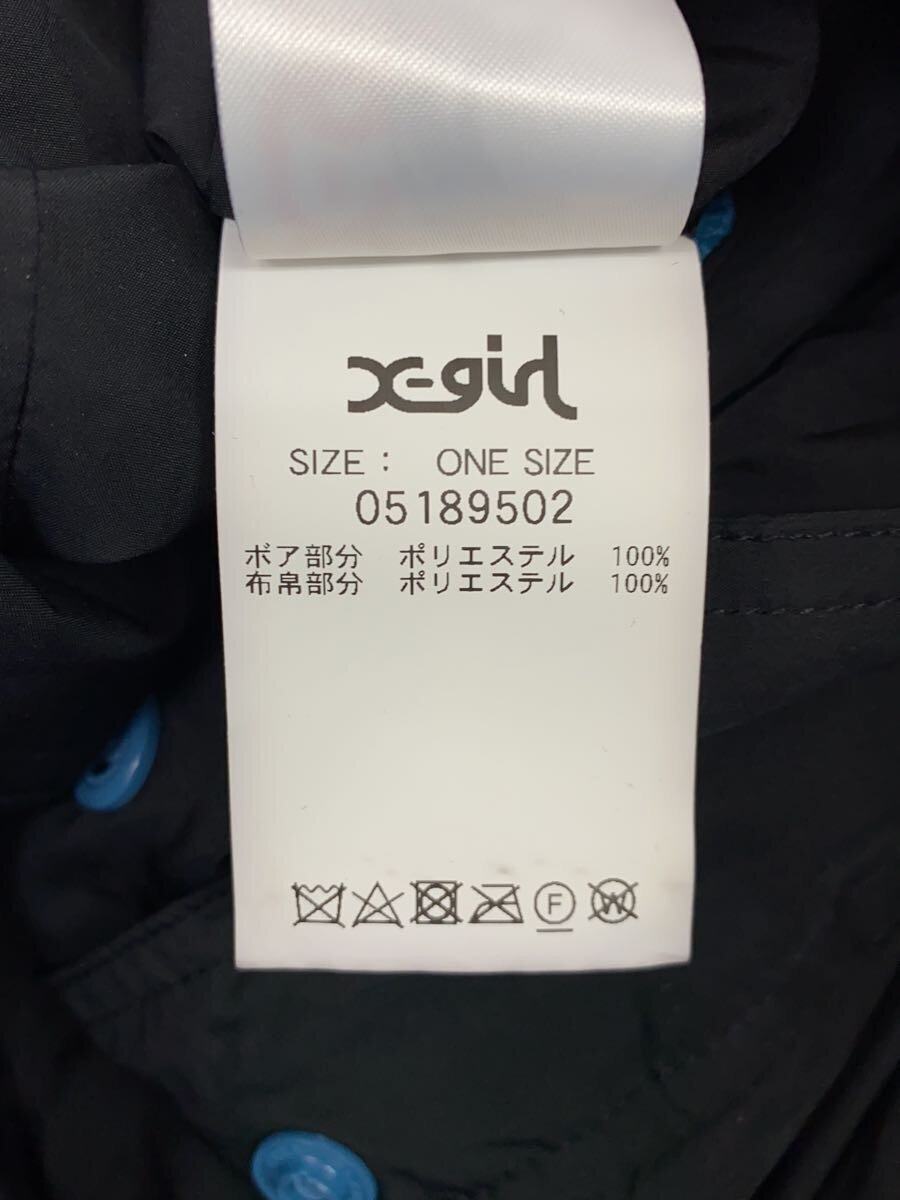 X-girl
SIZE : ONE SIZE
05189502
ボア部分 ポリエステル 100%
布帛部分 ポリエステル 100%
F W